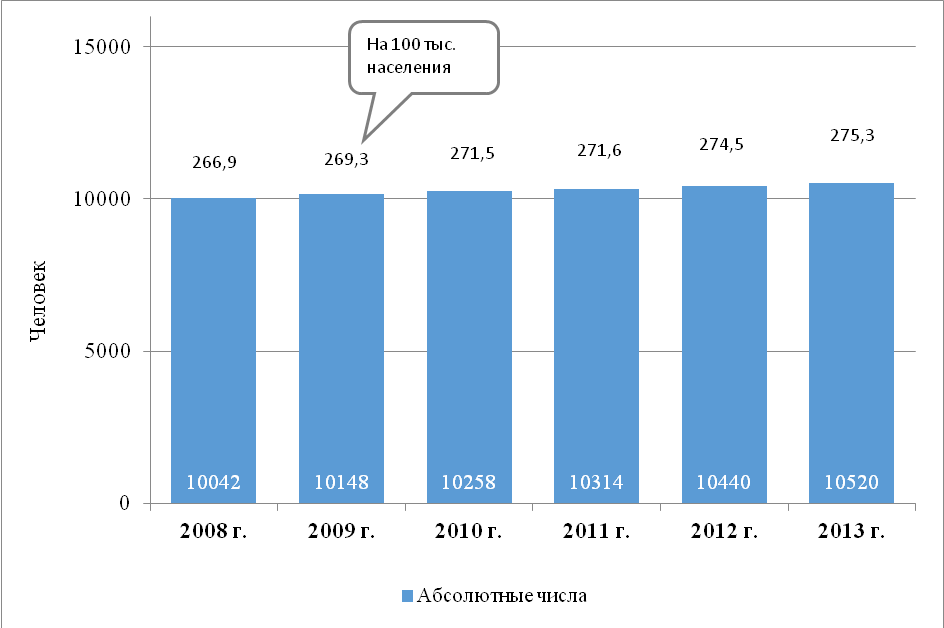 15000
10000
5000
0
Человек
На 100 тыс.
населения
266,9
269,3
271,5
271,6
274,5
275,3
10042
10148
10258
10314
10440
10520
2008 г.
2009 г.
2010 г.
2011 г.
2012 г.
2013 г.
Абсолютные числа